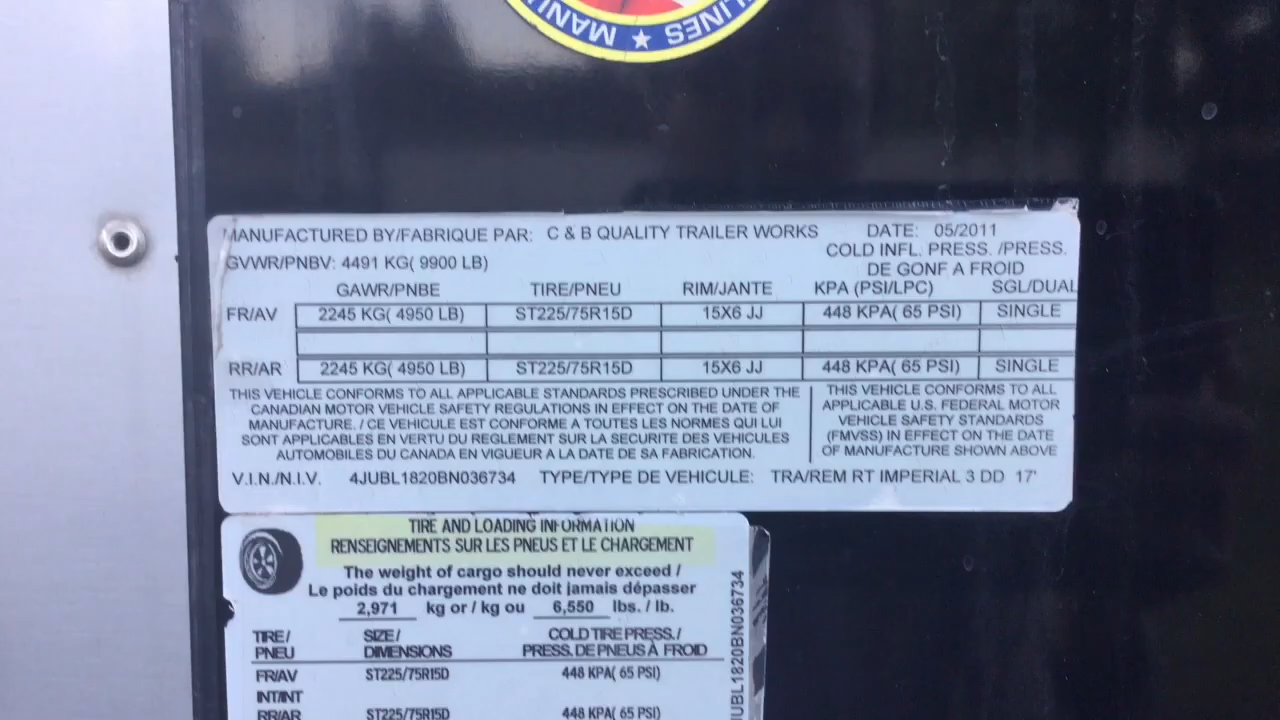 LINES ★ MANU
MANUFACTURED BY/FABRIQUE PAR: C & B QUALITY TRAILER WORKS DATE: 05/2011
GVWR/PNBV: 4491 KG( 9900 LB) COLD INFL. PRESS. /PRESS. DE GONF A FROID
GAWR/PNBE TIRE/PNEU RIM/JANTE KPA (PSI/LPC) SGL/DUAL
FR/AV 2245 KG( 4950 LB) ST225/75R15D 15X6 JJ 448 KPA( 65 PSI) SINGLE
RR/AR 2245 KG( 4950 LB) ST225/75R15D 15X6 JJ 448 KPA( 65 PSI) SINGLE
THIS VEHICLE CONFORMS TO ALL APPLICABLE STANDARDS PRESCRIBED UNDER THE
CANADIAN MOTOR VEHICLE SAFETY REGULATIONS IN EFFECT ON THE DATE OF
MANUFACTURE. / CE VEHICULE EST CONFORME A TOUTES LES NORMES QUI LUI
SONT APPLICABLES EN VERTU DU REGLEMENT SUR LA SECURITE DES VEHICULES
AUTOMOBILES DU CANADA EN VIGUEUR A LA DATE DE SA FABRICATION.
THIS VEHICLE CONFORMS TO ALL
APPLICABLE U.S. FEDERAL MOTOR
VEHICLE SAFETY STANDARDS
(FMVSS) IN EFFECT ON THE DATE
OF MANUFACTURE SHOWN ABOVE
V.I.N./N.I.V. 4JUBL1820BN036734 TYPE/TYPE DE VEHICULE: TRA/REM RT IMPERIAL 3 DD 17'
TIRE AND LOADING INFORMATION
RENSEIGNEMENTS SUR LES PNEUS ET LE CHARGEMENT
The weight of cargo should never exceed /
Le poids du chargement ne doit jamais dépasser
2,971 kg or / kg ou 6,550 lbs. / lb.
TIRE / SIZE / COLD TIRE PRESS. /
PNEU DIMENSIONS PRESS. DE PNEUS À FROID
FR/AV ST225/75R15D 448 KPA( 65 PSI)
INT/INT
RR/AR ST225/75R15D 448 KPA( 65 PSI)
JUBL1820BN036734